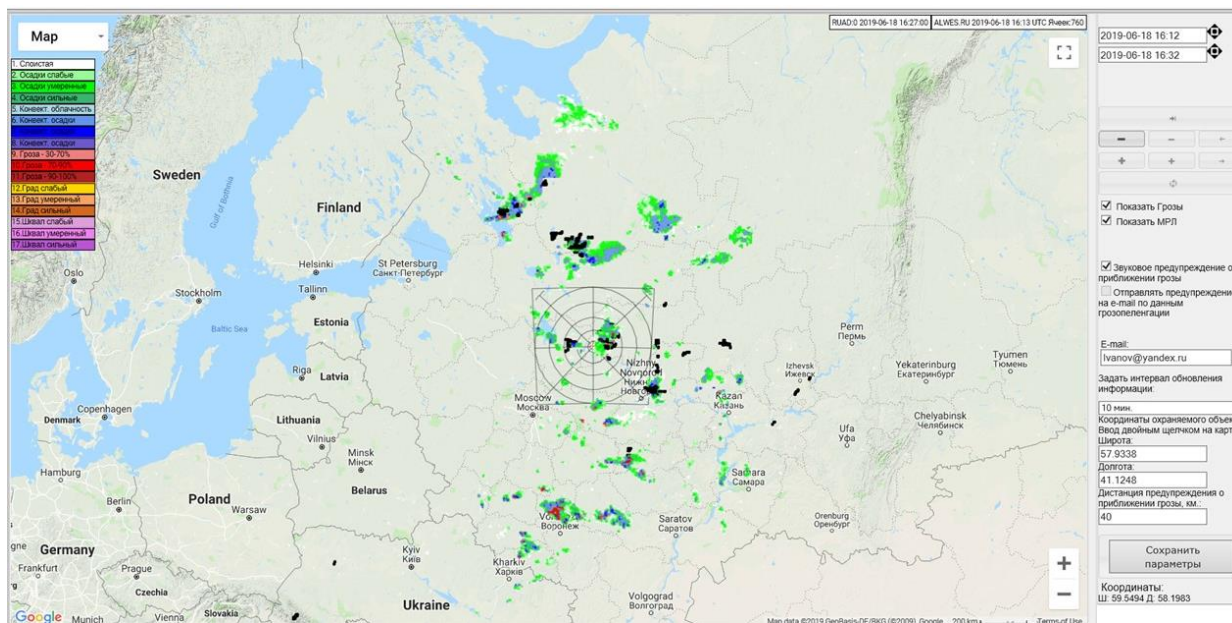 RUAD:0 2019-06-18 16:27:00
ALWES.RU 2019-06-18 16:13 UTC Ячеек:760
Map
1. Слоистая
2. Осадки слабые
3. Осадки умеренные
4. Осадки сильные
5. Конвект. облачность
6. Конвект. осадки
8. Конвект. осадки
9. Гроза - 30-70%
11.Гроза - 90-100%
12.Град слабый
13.Град умеренный
14.Град сильный
15.Шквал слабый
16.Шквал умеренный
17.Шквал сильный
Sweden
Gulf of Bothnia
Finland
Oslo
Helsinki
St Petersburg
Санкт-Петербург
Stockholm
Tallinn
Estonia
Baltic Sea
Riga
Latvia
Perm
Пермь
Tyumen
Тюмень
Izhevsk
Ижевск
Yekaterinburg
Екатеринбург
Nizhny
Novgorod
Moscow
Москва
Kazan
Казань
Copenhagen
Denmark
Lithuania
Vilnius
Chelyabinsk
Челябинск
Ufa
Уфа
Minsk
Мінск
Belarus
Hamburg
Samara
Самара
Berlin
Poland
Warsaw
Воронеж
Saratov
Саратов
Orenburg
Оренбург
Germany
Frankfurt
Prague
Czechia
Kyiv
Київ
Kharkiv
Харків
Ukraine
Volgograd
Волгоград
Slovakia
Google
Munich
Vienna
Map data ©2019 GeoBasis-DE/BKG (©2009), Google
200 km
Terms of Use
2019-06-18 16:12
2019-06-18 16:32
Показать Грозы
Показать МРЛ
Звуковое предупреждение о
приближении грозы
Отправлять предупреждение
на e-mail по данным
грозопеленгации
E-mail:
Ivanov@yandex.ru
Задать интервал обновления
информации:
10 мин.
Координаты охраняемого объек
Ввод двойным щелчком на карт
Широта:
57.9338
Долгота:
41.1248
Дистанция предупреждения о
приближении грозы, км.:
40
Сохранить
параметры
Координаты:
Ш: 59.5494 Д: 58.1983